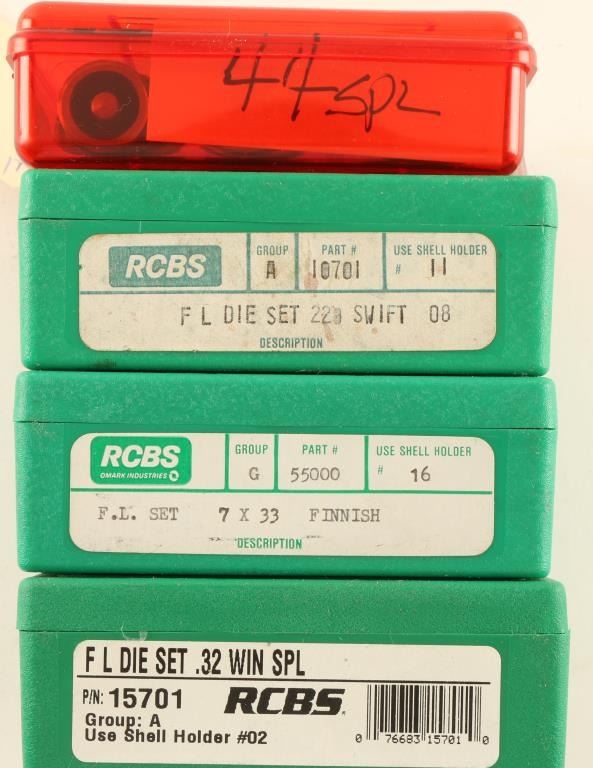 44 SPL
RCBS
GROUP A
PART # 10701
USE SHELL HOLDER # 11
F L DIE SET 220 SWIFT 08
DESCRIPTION
RCBS
OMARK INDUSTRIES
GROUP G
PART # 55000
USE SHELL HOLDER # 16
F.L. SET 7 X 33 FINNISH
DESCRIPTION
F L DIE SET .32 WIN SPL
P/N: 15701 RCBS.
Group: A
Use Shell Holder #02
0 76683 15701 0